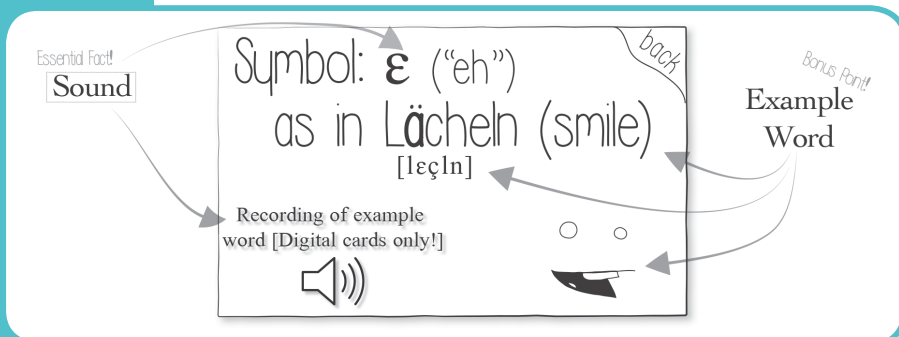 Essential Fact!
Sound
Symbol: ɛ ("eh")
back
as in Lächeln (smile)
[lɛçln]
Bonus Point!
Example
Word
Recording of example
word [Digital cards only!]